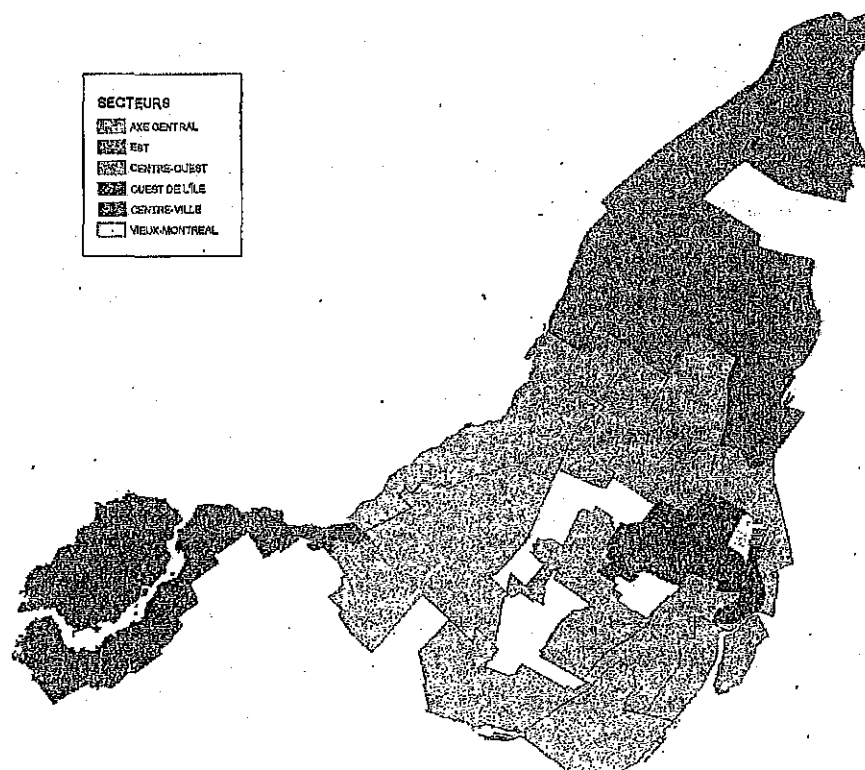 SECTEURS
AXE CENTRAL
EST
CENTRE-OUEST
OUEST DE L'ÎLE
CENTRE-VILLE
VIEUX-MONTRÉAL